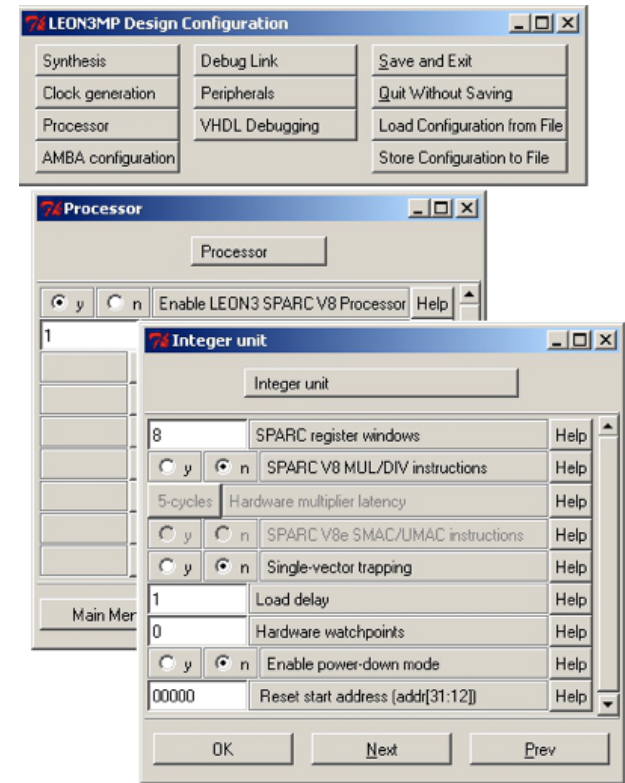 LEON3MP Design Configuration
Synthesis Debug Link Save and Exit
Clock generation Peripherals Quit Without Saving
Processor VHDL Debugging Load Configuration from File
AMBA configuration Store Configuration to File
Processor
Processor
y n Enable LEON3 SPARC V8 Processor Help
1
Integer unit
Integer unit
8 SPARC register windows Help
y n SPARC V8 MUL/DIV instructions Help
5-cycles Hardware multiplier latency Help
y n SPARC V8e SMAC/UMAC instructions Help
y n Single-vector trapping Help
1 Load delay Help
0 Hardware watchpoints Help
y n Enable power-down mode Help
00000 Reset start address (addr[31:12]) Help
Main Mer
OK Next Prev